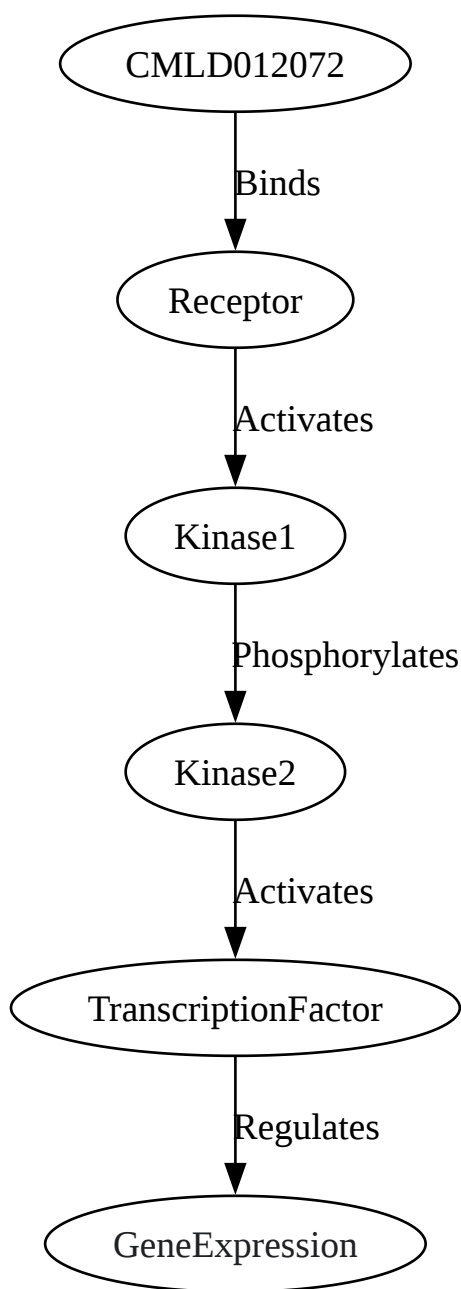 CMLD012072
Binds
Receptor
Activates
Kinase1
Phosphorylates
Kinase2
Activates
TranscriptionFactor
Regulates
GeneExpression